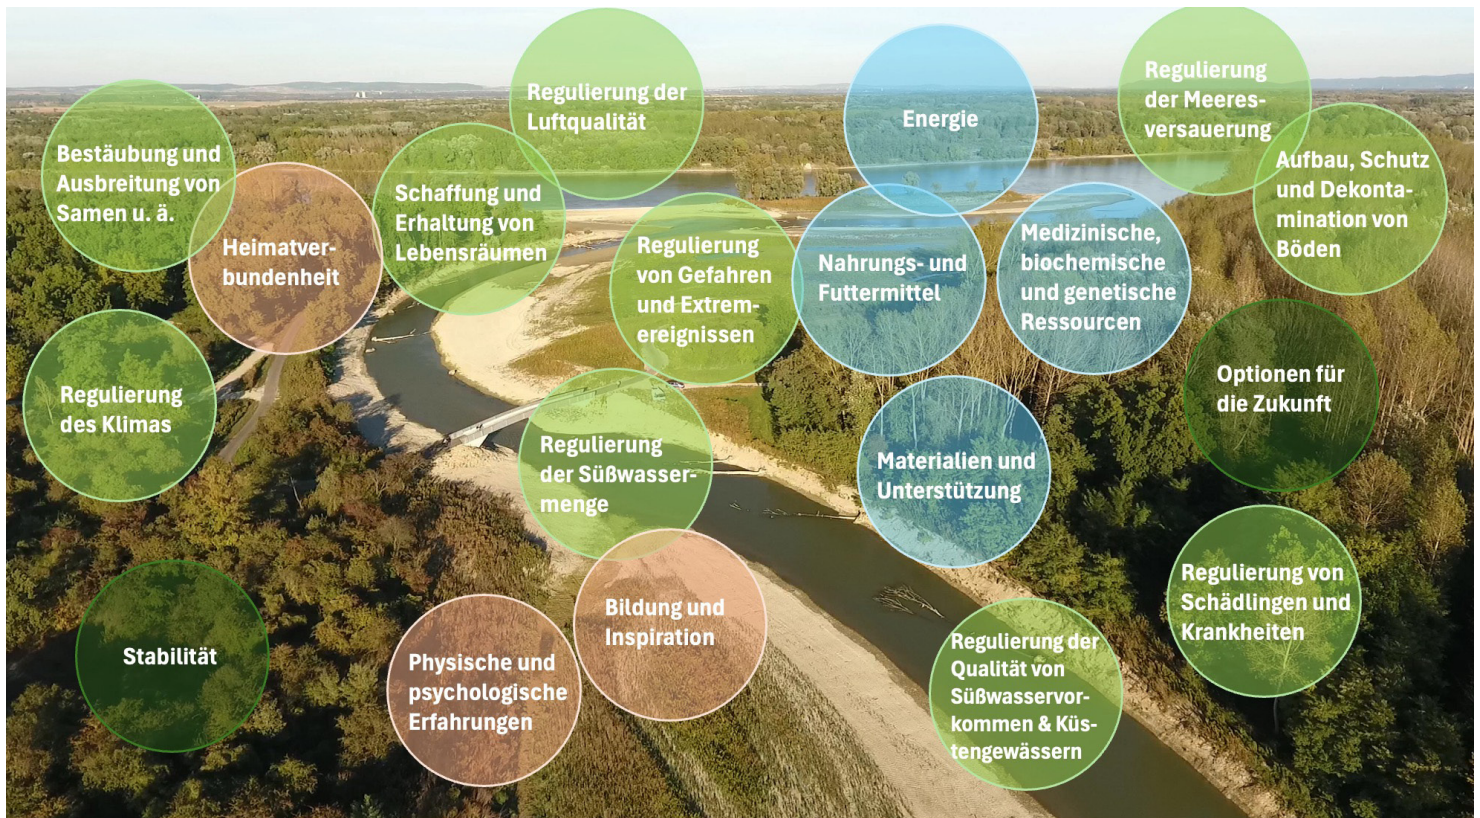 Regulierung der
Luftqualität
Energie
Regulierung
der Meeres-
versauerung
Bestäubung und
Ausbreitung von
Samen u. ä.
Heimatver-
bundenheit
Schaffung und
Erhaltung von
Lebensräumen
Regulierung
von Gefahren
und Extrem-
ereignissen
Nahrungs- und
Futtermittel
Medizinische,
biochemische
und genetische
Ressourcen
Aufbau, Schutz
und Dekonta-
mination von
Böden
Regulierung
des Klimas
Regulierung
der Süßwasser-
menge
Materialien und
Unterstützung
Optionen für
die Zukunft
Stabilität
Physische und
psychologische
Erfahrungen
Bildung und
Inspiration
Regulierung der
Qualität von
Süßwasservor-
kommen & Küs-
tengewässern
Regulierung von
Schädlingen und
Krankheiten